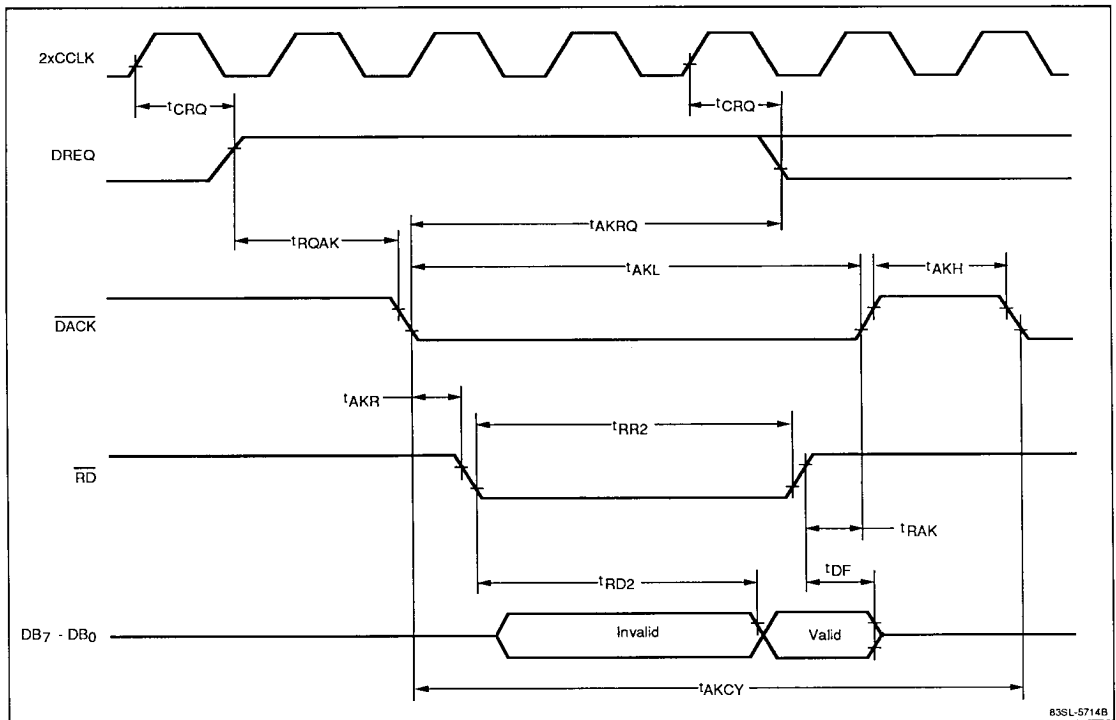 2xCCLK
tCRQ
tCRQ
DREQ
tAKRQ
tRQAK
tAKL
tAKH
DACK
tAKR
tRR2
RD
tRAK
tDF
tRD2
DB7 - DB0
Invalid
Valid
tAKCY
83SL-5714B